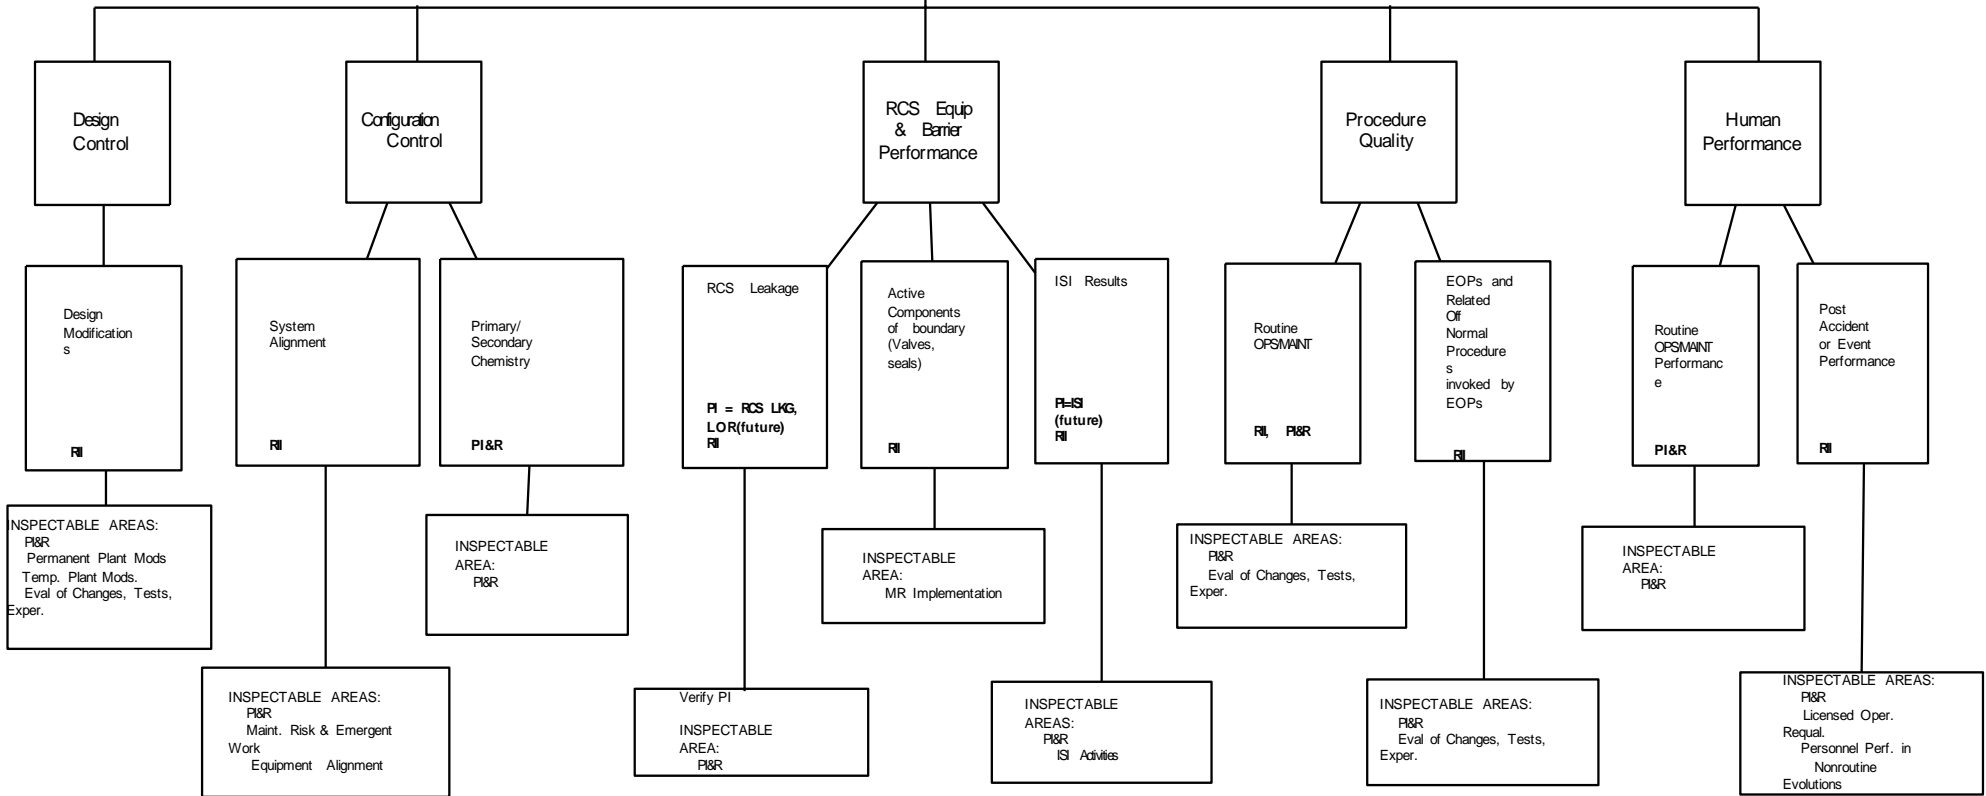 Design
Control
Configuration
Control
RCS Equip
& Barrier
Performance
Procedure
Quality
Human
Performance
Design
Modification
s
RII
System
Alignment
RII
Primary/
Secondary
Chemistry
PI&R
RCS Leakage
PI = RCS LKG,
LOR(future)
RII
Active
Components
of boundary
(Valves,
seals)
RII
ISI Results
PI=ISI
(future)
RII
Routine
OPS/MAINT
RII, PI&R
EOPs and
Related
Off
Normal
Procedure
s
invoked by
EOPs
RII
Routine
OPS/MAINT
Performanc
e
PI&R
Post
Accident
or Event
Performance
RII
INSPECTABLE AREAS:
PI&R
Permanent Plant Mods
Temp. Plant Mods.
Eval of Changes, Tests,
Exper.
INSPECTABLE AREAS:
PI&R
Maint. Risk & Emergent
Work
Equipment Alignment
INSPECTABLE
AREA:
PI&R
Verify PI
INSPECTABLE
AREA:
PI&R
INSPECTABLE
AREA:
MR Implementation
INSPECTABLE
AREAS:
PI&R
ISI Activities
INSPECTABLE AREAS:
PI&R
Eval of Changes, Tests,
Exper.
INSPECTABLE AREAS:
PI&R
Eval of Changes, Tests,
Exper.
INSPECTABLE
AREA:
PI&R
INSPECTABLE AREAS:
PI&R
Licensed Oper.
Requal.
Personnel Perf. in
Nonroutine
Evolutions